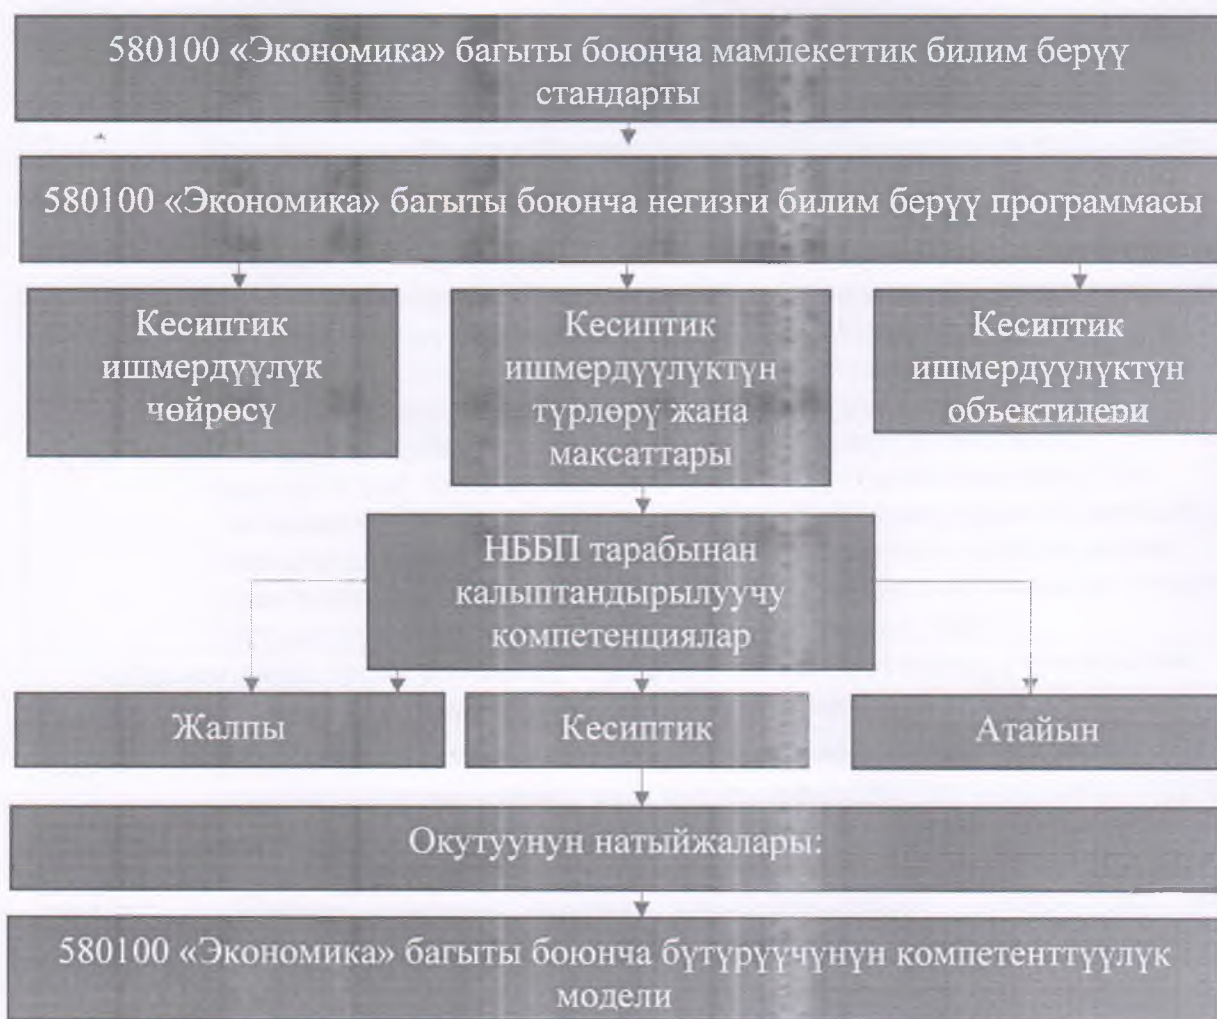 580100 «Экономика» багыты боюнча мамлекеттик билим берүү
стандарты
580100 «Экономика» багыты боюнча негизги билим берүү программасы
Кесиптик
ишмердүүлүк
чөйрөсү
Кесиптик
ишмердүүлүктүн
түрлөрү жана
максаттары
Кесиптик
ишмердүүлүктүн
объектилери
НББП тарабынан
калыптандырылуучу
компетенциялар
Жалпы
Кесиптик
Атайын
Окутуунун натыйжалары:
580100 «Экономика» багыты боюнча бүтүрүүчүнүн компетенттүүлүк
модели